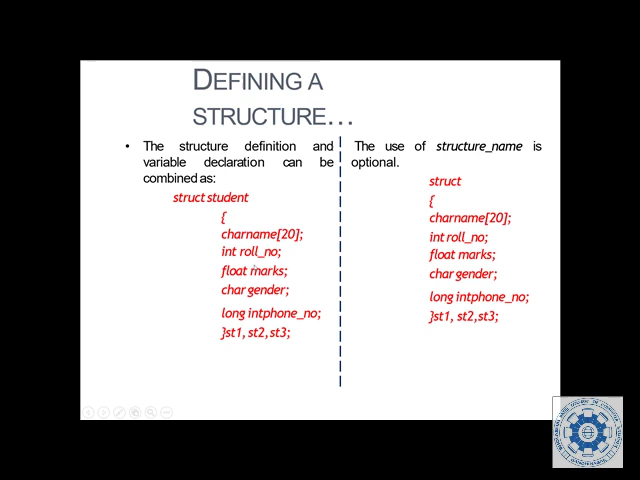 DEFINING A
STRUCTURE…
• The structure definition and
variable declaration can be
combined as:
struct student
{
charname[20];
int roll_no;
float marks;
char gender;
long intphone_no;
}st1, st2,st3;
The use of structure_name is
optional.
struct
{
charname[20];
int roll_no;
float marks;
char gender;
long intphone_no;
}st1, st2,st3;